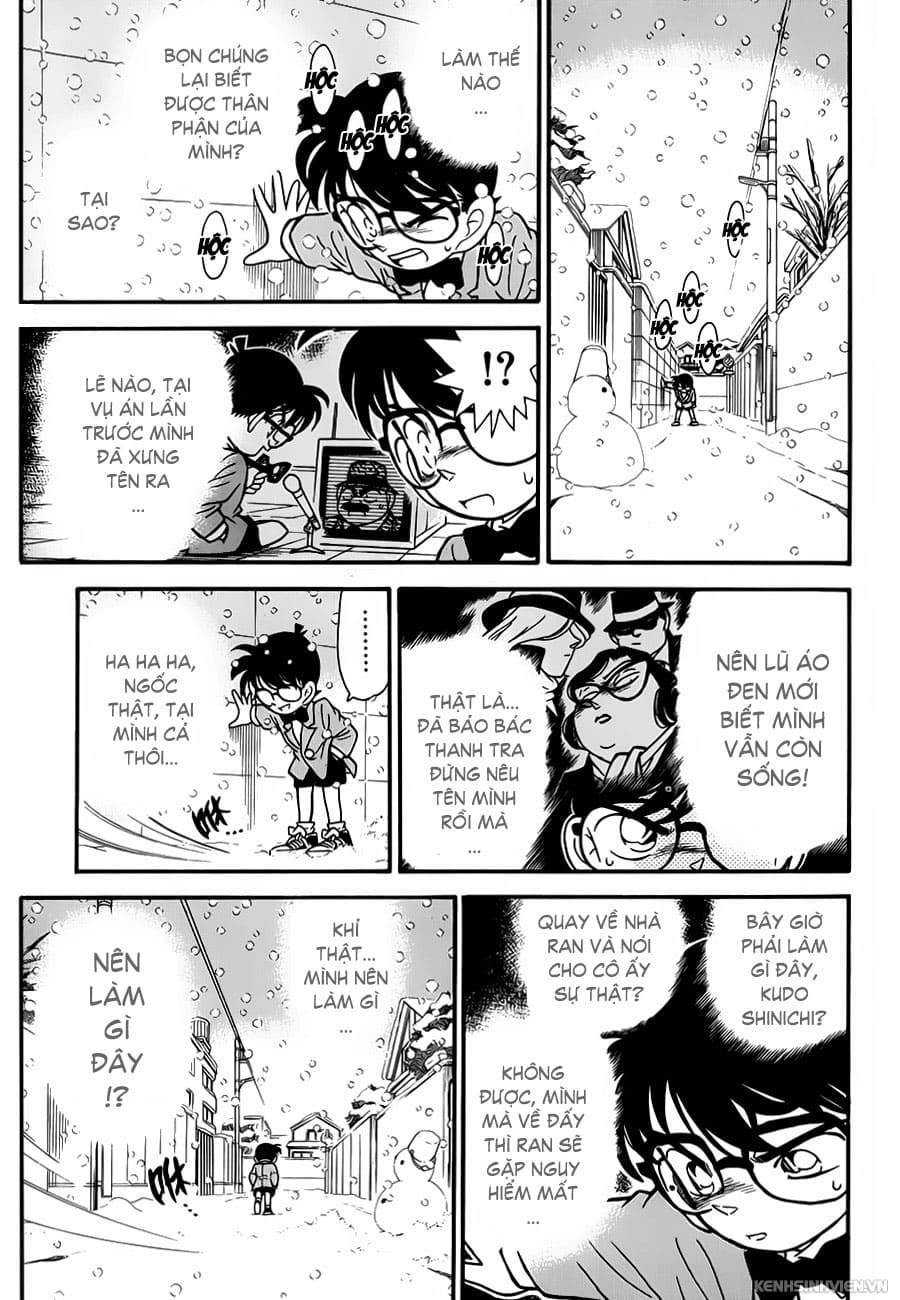 HỘC
HỘC
HỘC
HỘC
LÀM THẾ
NÀO
...
BỌN CHÚNG
LẠI BIẾT
ĐƯỢC THÂN
PHẬN CỦA
MÌNH?
TẠI
SAO?
HỘC
HỘC
HỘC
HỘC
HỘC
!?
LẼ NÀO, TẠI
VỤ ÁN LẦN
TRƯỚC MÌNH
ĐÃ XƯNG
TÊN RA
...
NÊN LŨ ÁO
ĐEN MỚI
BIẾT MÌNH
VẪN CÒN
SỐNG!
THẬT LÀ...
ĐÃ BẢO BÁC
THANH TRA
ĐỪNG NÊU
TÊN MÌNH
RỒI MÀ
...
........
HA HA HA,
NGỐC
THẬT, TẠI
MÌNH CẢ
THÔI...
BÂY GIỜ
PHẢI LÀM
GÌ ĐÂY,
KUDO
SHINICHI?
QUAY VỀ NHÀ
RAN VÀ NÓI
CHO CÔ ẤY
SỰ THẬT?
KHÔNG
ĐƯỢC, MÌNH
MÀ VỀ ĐẤY
THÌ RAN SẼ
GẶP NGUY
HIỂM MẤT
...
KHỈ
THẬT...
MÌNH NÊN
LÀM GÌ
...
NÊN
LÀM
GÌ
ĐÂY
!?
KENHSINHVIEN.VN